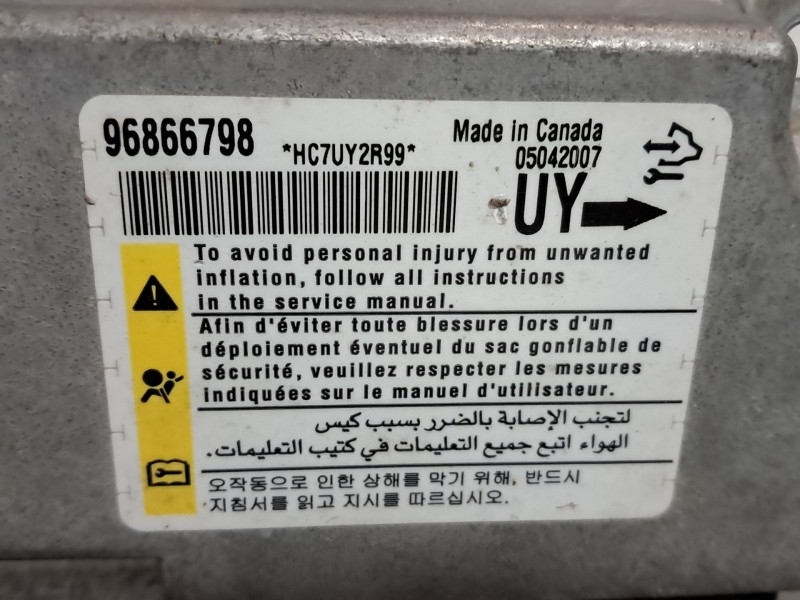 96866798
*HC7UY2R99*
Made in Canada
05042007
UY
To avoid personal injury from unwanted
inflation, follow all instructions
in the service manual.
Afin d'éviter toute blessure lors d'un
déploiement éventuel du sac gonflable de
sécurité, veuillez respecter les mesures
indiquées sur le manuel d'utilisateur.
لتجنب الإصابة بالضرر بسبب كيس
الهواء اتبع جميع التعليمات في كتيب التعليمات.
오작동으로 인한 상해를 막기 위해, 반드시
지침서를 읽고 지시를 따르십시오.